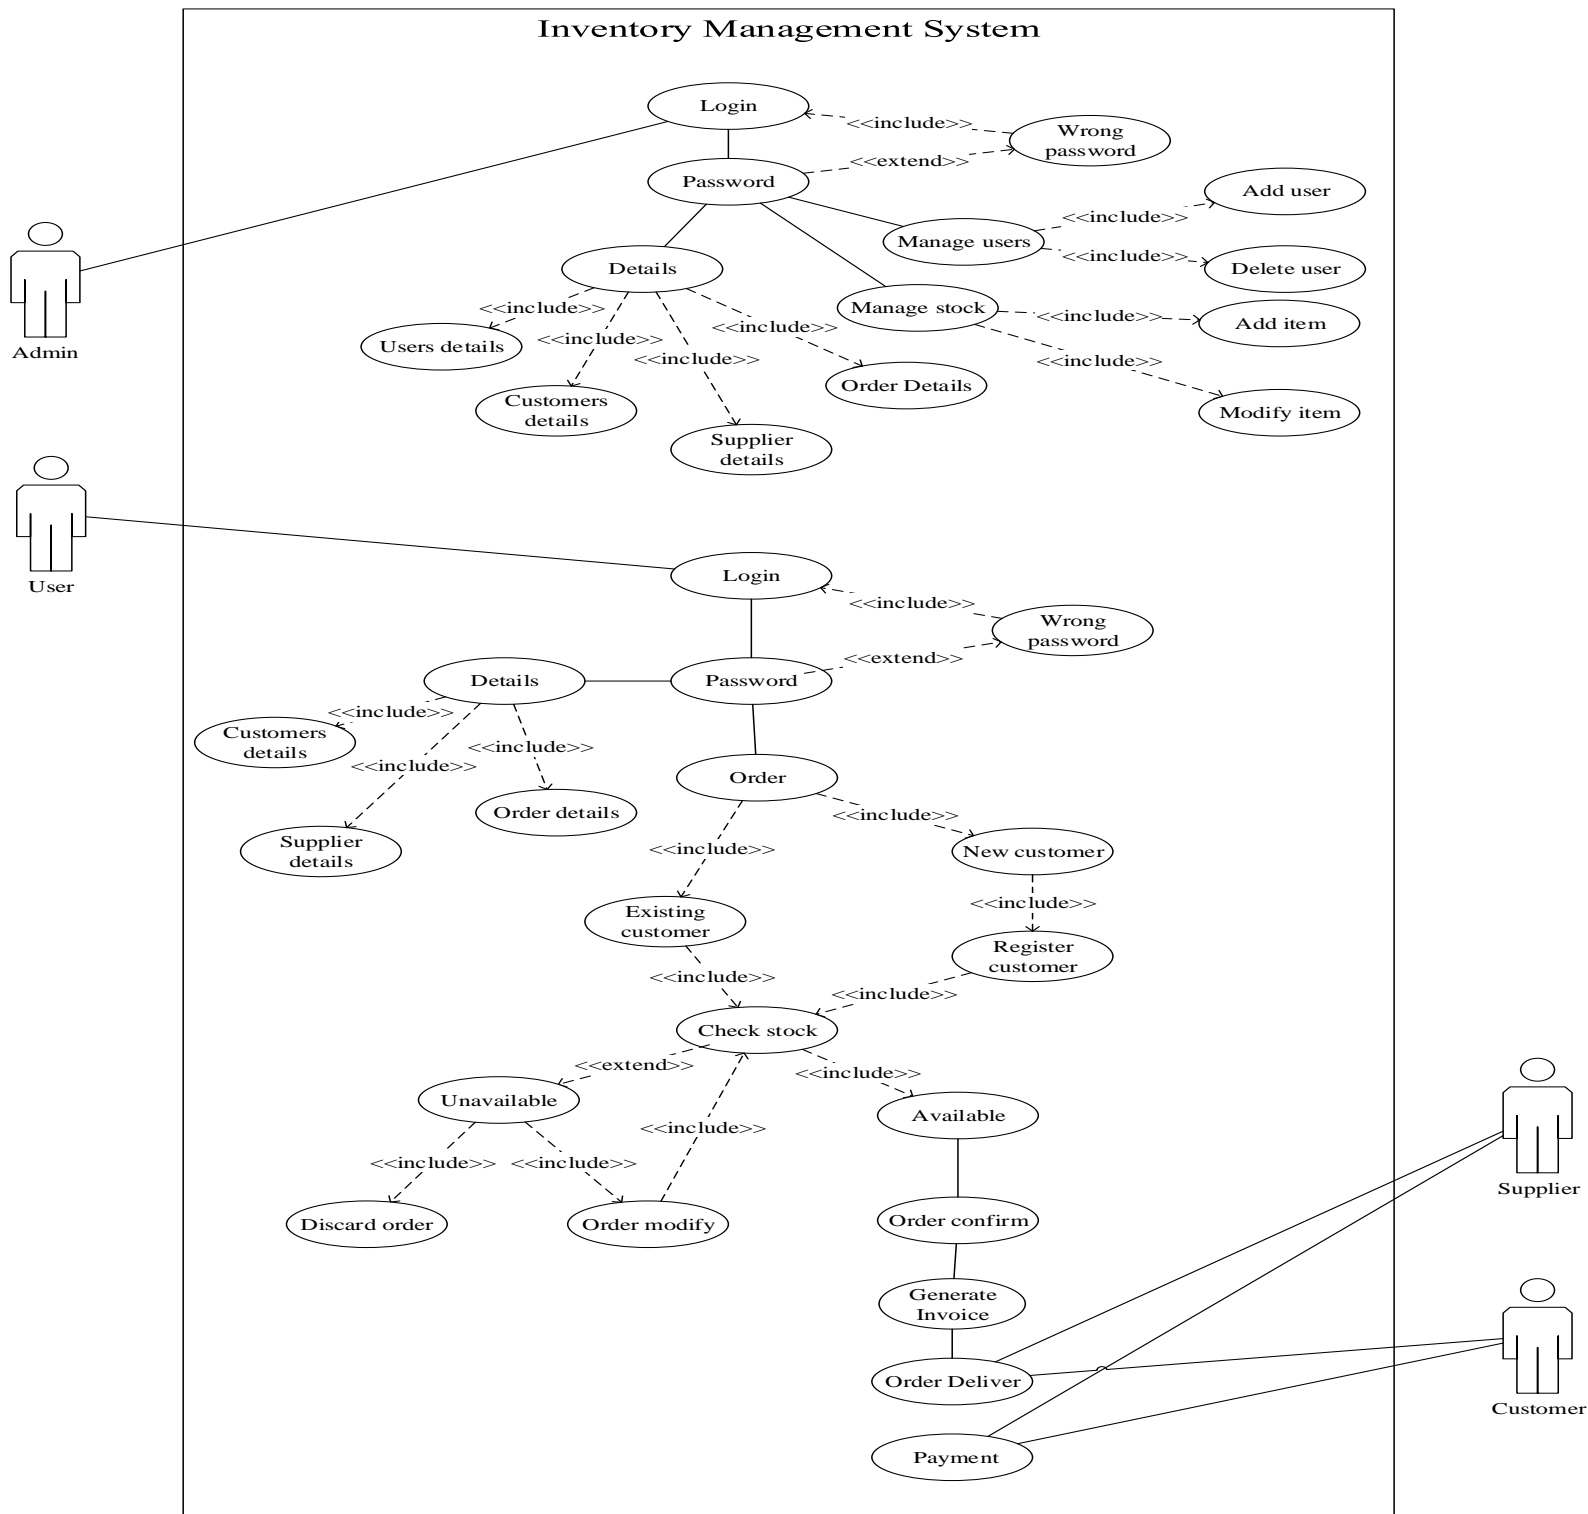 Inventory Management System
Login
<<include>>
Wrong
password
<<extend>>
Password
Add user
<<include>>
Manage users
<<include>>
Delete user
Details
<<include>>
Manage stock
<<include>>
Add item
Users details
<<include>>
<<include>>
<<include>>
<<include>>
Order Details
Customers
details
Modify item
Supplier
details
Admin
User
Login
<<include>>
Wrong
password
<<extend>>
Details
Password
<<include>>
Customers
details
<<include>>
<<include>>
Order
Order details
<<include>>
Supplier
details
<<include>>
New customer
<<include>>
Existing
customer
Register
customer
<<include>>
<<include>>
Check stock
<<extend>>
<<include>>
Unavailable
Available
<<include>>
<<include>>
<<include>>
Discard order
Order modify
Order confirm
Generate
Invoice
Order Deliver
Payment
Supplier
Customer